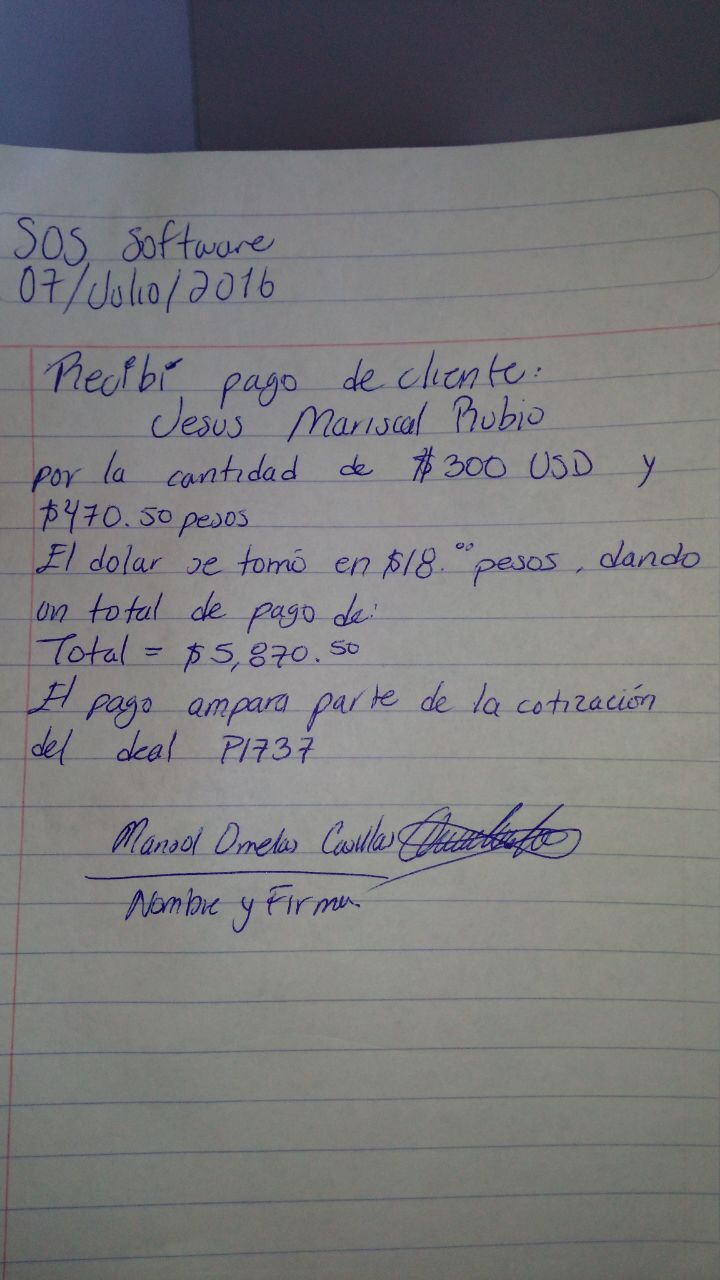 SOS Software
07/Julio/2016
Recibí pago de cliente:
Jesus Mariscal Rubio
por la cantidad de $300 USD y
$470.50 pesos
El dolar se tomó en $18.00 pesos, dando
un total de pago de:
Total = $5,870.50
El pago ampara parte de la cotización
del deal P1737
Manuel Ornelas
Nombre y Firma.